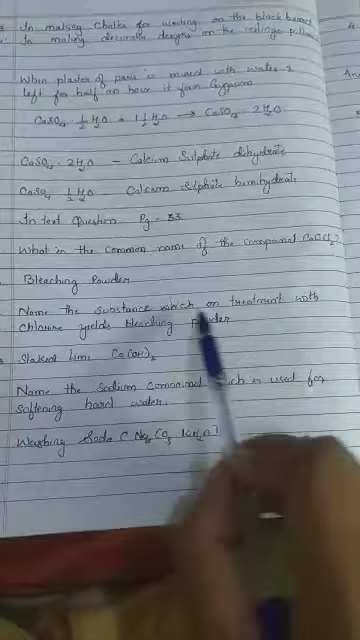 In making Chalks for writing on the blackboard
In making decorative designs on the ceilings pillars
When plaster of paris is mixed with water &
left for half an hour it form Gypsum
CaSO4 . ½ H2O + 1½ H2O → CaSO4 . 2H2O
CaSO4 . 2H2O - Calcium Sulphate dihydrate
CaSO4 ½ H2O - Calcium Sulphate hemihydrate
In text Question Pg - 33
What is the common name of the compound CaOCl2?
Bleaching Powder
Name the substance which on treatment with
chlorine yields bleaching Powder
Slaked lime Ca(OH)2
Name the sodium compound which is used for
softening hard water.
Washing Soda ( Na2 CO3 10H2O)